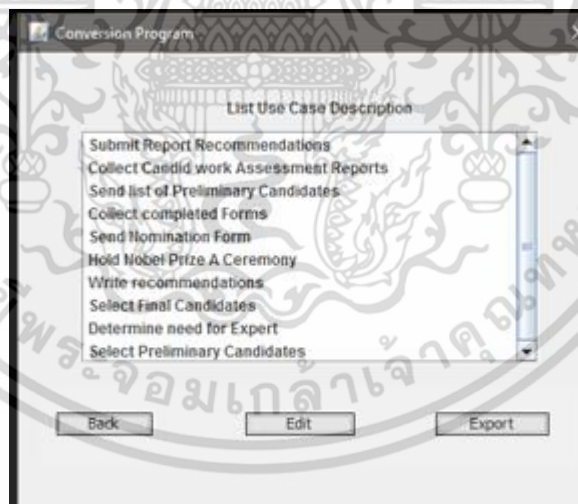 Conversion Program
List Use Case Description
Submit Report Recommendations
Collect Candid work Assessment Reports
Send list of Preliminary Candidates
Collect completed Forms
Send Nomination Form
Hold Nobel Prize A Ceremony
Write recommendations
Select Final Candidates
Determine need for Expert
Select Preliminary Candidates
Back Edit Export